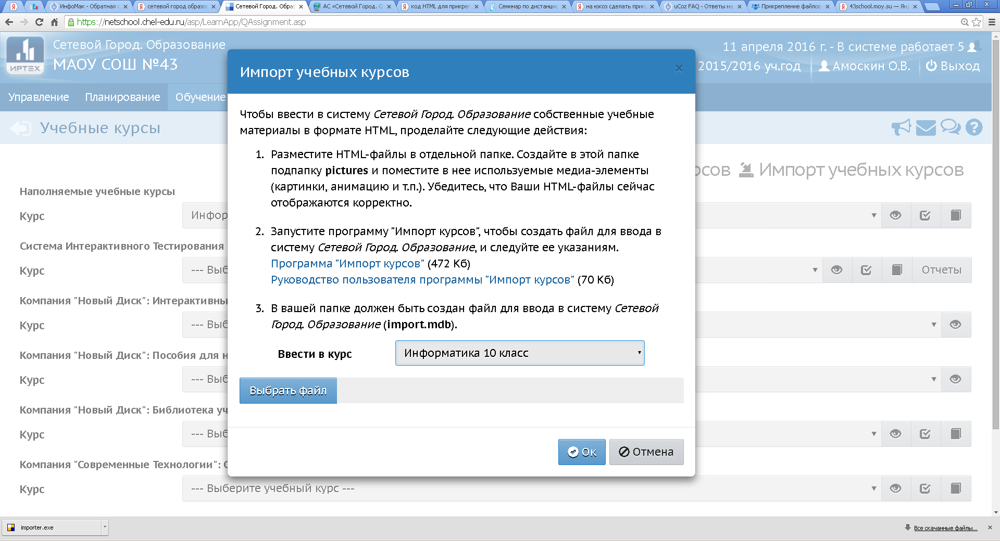 ИнфоМак - Обратная с
сетевой город образо
Сетевой Город. Обра
АС «Сетевой Город. О
код HTML для прикреп
Семинар по дистанци
на юкоз сделать прик
uCoz FAQ - Ответы на
Прикрепление файлов
43school.moy.su — Ян
https://netschool.chel-edu.ru/asp/LearnApp/QAssignment.asp
Сетевой Город. Образование
МАОУ СОШ №43
ИРТЕХ
11 апреля 2016 г. - В системе работает 5
2015/2016 уч.год
Амоскин О.В.
Выход
Управление
Планирование
Обучение
Учебные курсы
рсов
Импорт учебных курсов
Наполняемые учебные курсы
Курс
Инфор
Система Интерактивного Тестирования
Курс
--- Выб
Отчеты
Компания "Новый Диск": Интерактивны
Курс
--- Выб
Компания "Новый Диск": Пособия для н
Курс
--- Выб
Компания "Новый Диск": Библиотека уч
Курс
--- Выб
Компания "Современные Технологии": С
Курс
--- Выберите учебный курс ---
Импорт учебных курсов
×
Чтобы ввести в систему Сетевой Город. Образование собственные учебные
материалы в формате HTML, проделайте следующие действия:
1. Разместите HTML-файлы в отдельной папке. Создайте в этой папке
подпапку pictures и поместите в нее используемые медиа-элементы
(картинки, анимацию и т.п.). Убедитесь, что Ваши HTML-файлы сейчас
отображаются корректно.
2. Запустите программу "Импорт курсов", чтобы создать файл для ввода в
систему Сетевой Город. Образование, и следуйте ее указаниям.
Программа "Импорт курсов" (472 Кб)
Руководство пользователя программы "Импорт курсов" (70 Кб)
3. В вашей папке должен быть создан файл для ввода в систему Сетевой
Город. Образование (import.mdb).
Ввести в курс
Информатика 10 класс
Выбрать файл
Ок
Отмена
importer.exe
Все скачанные файлы...